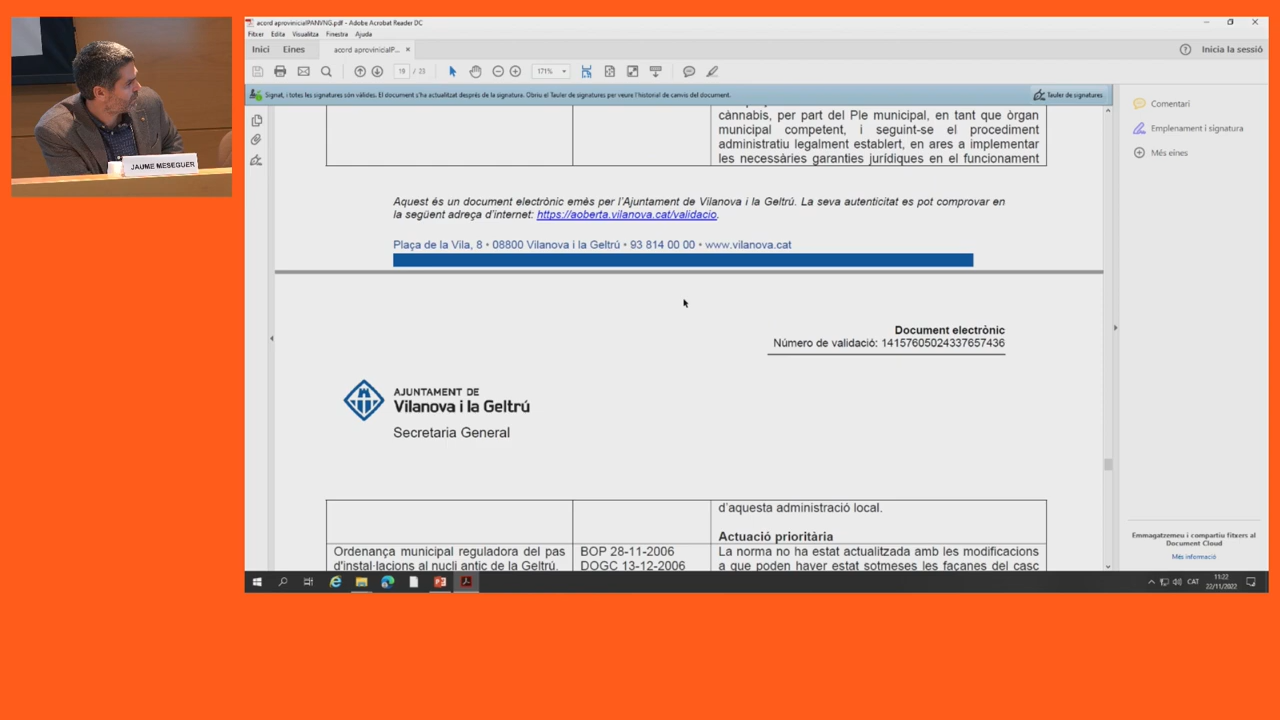 acord aprovinicialPANVNG.pdf - Adobe Acrobat Reader DC
Fitxer Edita Visualitza Finestra Ajuda
Inici Eines acord aprovinicialP... × Inicia la sessió
19 / 23 171%
Signat, i totes les signatures són vàlides. El document s'ha actualitzat després de la signatura. Obriu el Tauler de signatures per veure l'historial de canvis del document. Tauler de signatures
JAUME MESEGUER
cànnabis, per part del Ple municipal, en tant que òrgan
municipal competent, i seguint-se el procediment
administratiu legalment establert, en ares a implementar
les necessàries garanties jurídiques en el funcionament
Aquest és un document electrònic emès per l'Ajuntament de Vilanova i la Geltrú. La seva autenticitat es pot comprovar en
la següent adreça d'internet: https://aoberta.vilanova.cat/validacio.
Plaça de la Vila, 8 • 08800 Vilanova i la Geltrú • 93 814 00 00 • www.vilanova.cat
Document electrònic
Número de validació: 14157605024337657436
AJUNTAMENT DE
Vilanova i la Geltrú
Secretaria General
d'aquesta administració local.
Actuació prioritària
Ordenança municipal reguladora del pas BOP 28-11-2006 La norma no ha estat actualitzada amb les modificacions
d'instal·lacions al nucli antic de la Geltrú. DOGC 13-12-2006 a que poden haver estat sotmeses les façanes del casc
Comentari
Emplenament i signatura
Més eines
Emmagatzemeu i compartiu fitxers al
Document Cloud
Més informació
CAT 11:22
22/11/2022